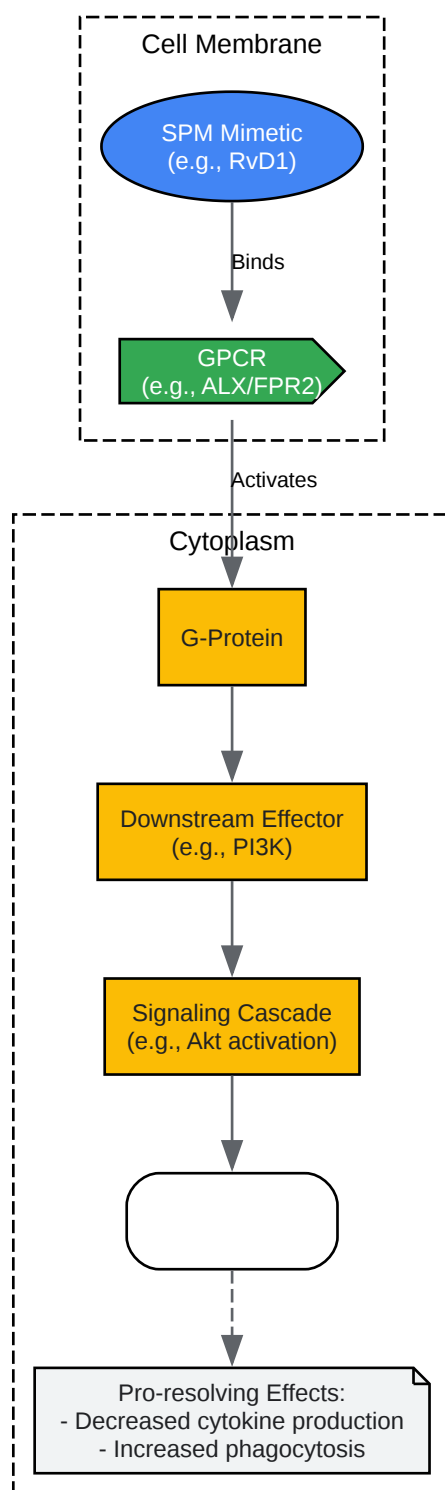 Cell Membrane
SPM Mimetic
(e.g., RvD1)
Binds
GPCR
(e.g., ALX/FPR2)
Activates
Cytoplasm
G-Protein
Downstream Effector
(e.g., PI3K)
Signaling Cascade
(e.g., Akt activation)
Pro-resolving Effects:
- Decreased cytokine production
- Increased phagocytosis